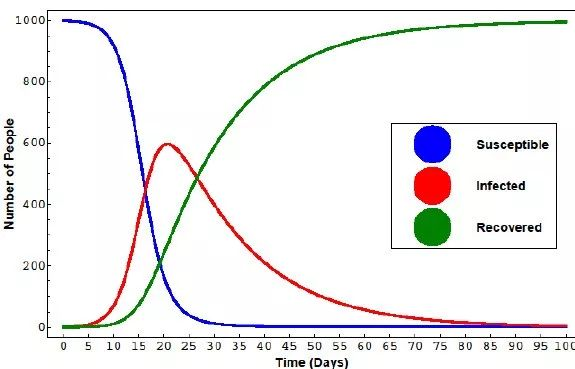 1000
800
600
400
200
0
Number of People
Susceptible
Infected
Recovered
0 5 10 15 20 25 30 35 40 45 50 55 60 65 70 75 80 85 90 95 100
Time (Days)